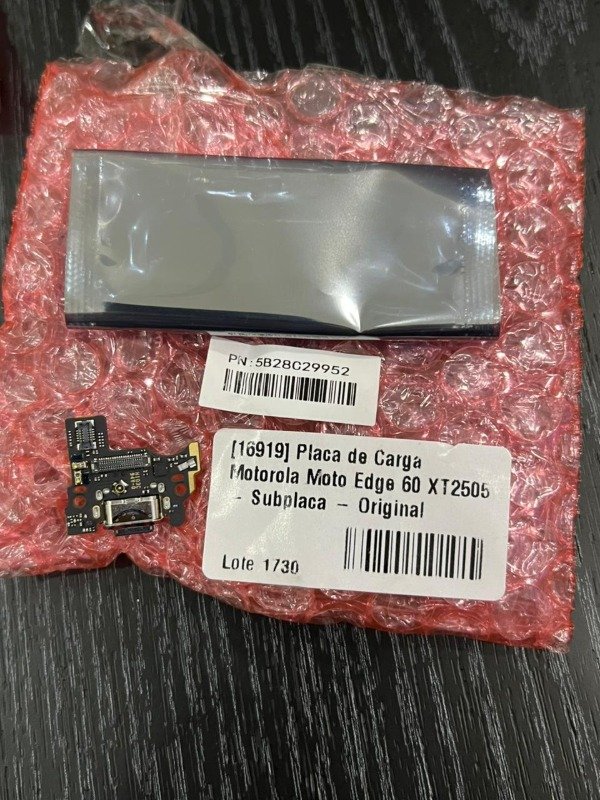 PN:5B28C29952
[16919] Placa de Carga
Motorola Moto Edge 60 XT2505
- Subplaca – Original
Lote 1730